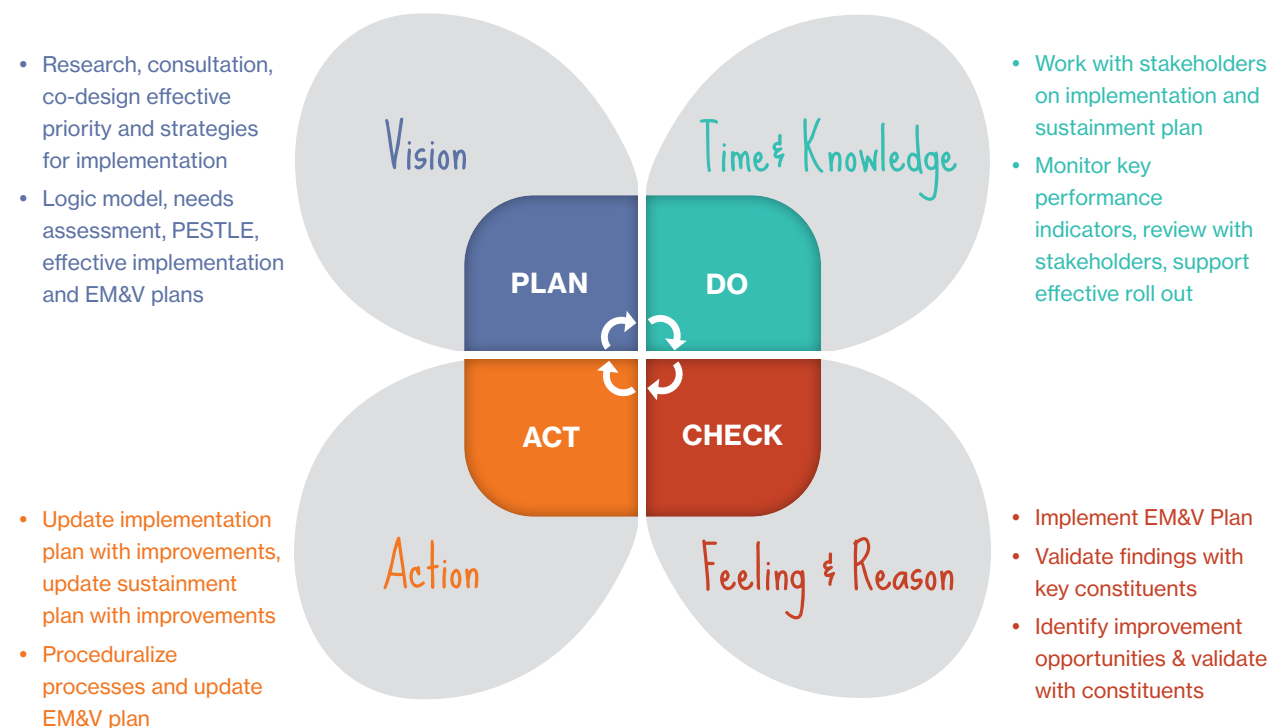 • Research, consultation,
co-design effective
priority and strategies
for implementation
• Logic model, needs
assessment, PESTLE,
effective implementation
and EM&V plans
Vision
PLAN
Time & Knowledge
DO
• Work with stakeholders
on implementation and
sustainment plan
• Monitor key
performance
indicators, review with
stakeholders, support
effective roll out
• Update implementation
plan with improvements,
update sustainment
plan with improvements
• Proceduralize
processes and update
EM&V plan
ACT
Action
CHECK
Feeling & Reason
• Implement EM&V Plan
• Validate findings with
key constituents
• Identify improvement
opportunities & validate
with constituents